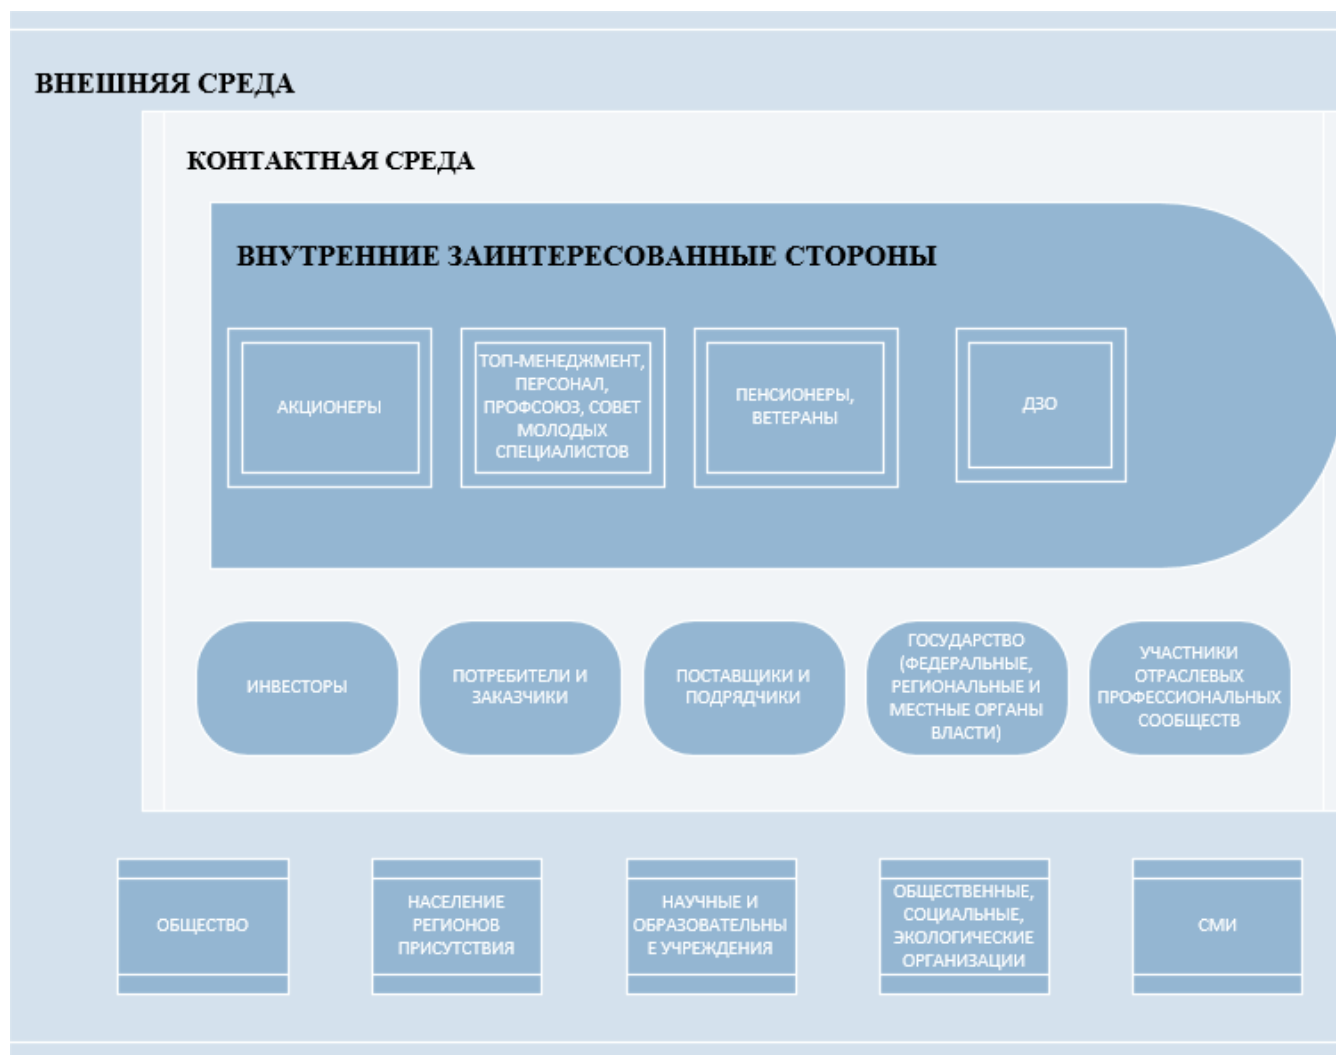 ВНЕШНЯЯ СРЕДА
КОНТАКТНАЯ СРЕДА
ВНУТРЕННИЕ ЗАИНТЕРЕСОВАННЫЕ СТОРОНЫ
АКЦИОНЕРЫ
ТОП-МЕНЕДЖМЕНТ,
ПЕРСОНАЛ,
ПРОФСОЮЗ, СОВЕТ
МОЛОДЫХ
СПЕЦИАЛИСТОВ
ПЕНСИОНЕРЫ,
ВЕТЕРАНЫ
ДЗО
ИНВЕСТОРЫ
ПОТРЕБИТЕЛИ И
ЗАКАЗЧИКИ
ПОСТАВЩИКИ И
ПОДРЯДЧИКИ
ГОСУДАРСТВО
(ФЕДЕРАЛЬНЫЕ,
РЕГИОНАЛЬНЫЕ И
МЕСТНЫЕ ОРГАНЫ
ВЛАСТИ)
УЧАСТНИКИ
ОТРАСЛЕВЫХ
ПРОФЕССИОНАЛЬНЫХ
СООБЩЕСТВ
ОБЩЕСТВО
НАСЕЛЕНИЕ
РЕГИОНОВ
ПРИСУТСТВИЯ
НАУЧНЫЕ И
ОБРАЗОВАТЕЛЬНЫ
Е УЧРЕЖДЕНИЯ
ОБЩЕСТВЕННЫЕ,
СОЦИАЛЬНЫЕ,
ЭКОЛОГИЧЕСКИЕ
ОРГАНИЗАЦИИ
СМИ